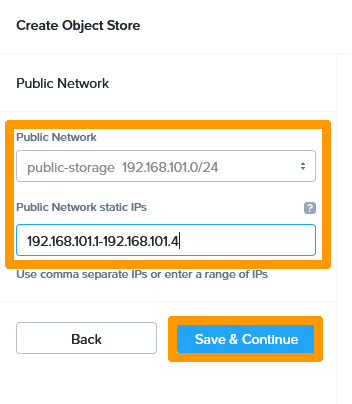 Create Object Store
Public Network
Public Network
public-storage 192.168.101.0/24
Public Network static IPs ?
192.168.101.1-192.168.101.4
Use comma separate IPs or enter a range of IPs
Back Save & Continue